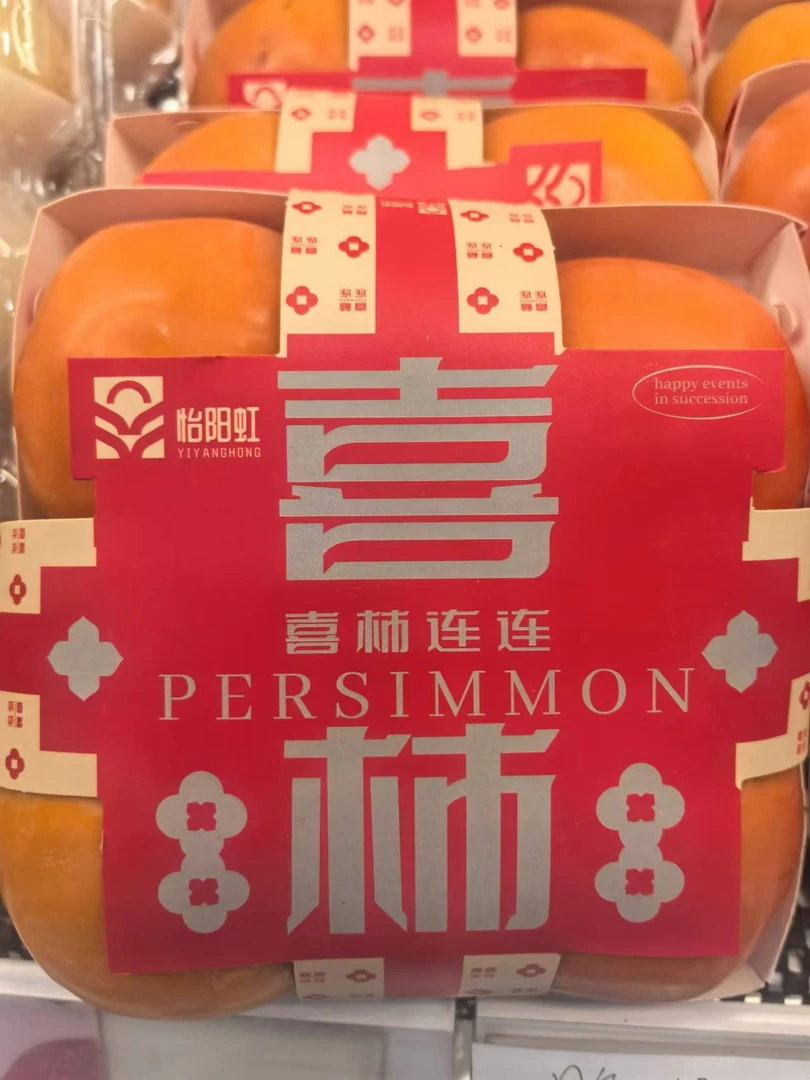 怡阳虹
YIYANGHONG
happy events
in succession
喜
喜柿连连
PERSIMMON
柿